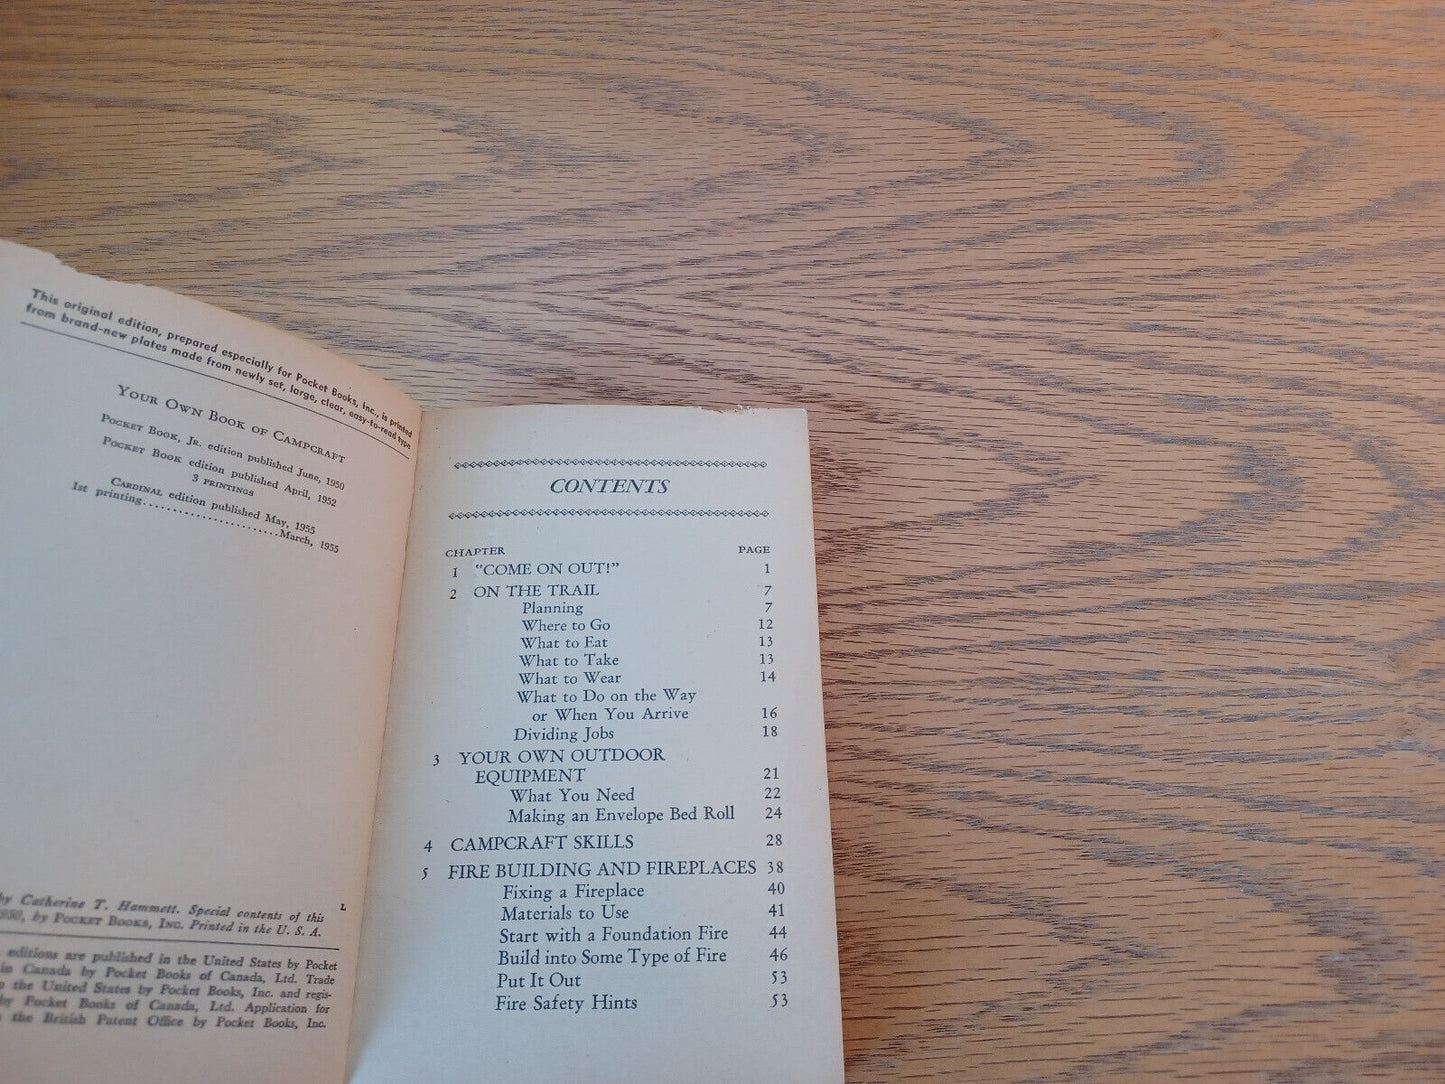 This original edition, prepared especially for Pocket Books, Inc., is printed
from brand-new plates made from newly set, large, clear, easy-to-read type
Your Own Book of Campcraft
Pocket Book, Jr. edition published June, 1950
Pocket Book edition published April, 1952
3 PRINTINGS
Cardinal edition published May, 1955
1st printing.......................March, 1955
L
by Catherine T. Hammett. Special contents of this
by Pocket Books, Inc. Printed in the U. S. A.
editions are published in the United States by Pocket
in Canada by Pocket Books of Canada, Ltd. Trade
the United States by Pocket Books, Inc. and regis-
by Pocket Books of Canada, Ltd. Application for
the British Patent Office by Pocket Books, Inc.
CONTENTS
CHAPTER PAGE
1 "COME ON OUT!" 1
2 ON THE TRAIL 7
Planning 7
Where to Go 12
What to Eat 13
What to Take 13
What to Wear 14
What to Do on the Way
or When You Arrive 16
Dividing Jobs 18
3 YOUR OWN OUTDOOR
EQUIPMENT 21
What You Need 22
Making an Envelope Bed Roll 24
4 CAMPCRAFT SKILLS 28
5 FIRE BUILDING AND FIREPLACES 38
Fixing a Fireplace 40
Materials to Use 41
Start with a Foundation Fire 44
Build into Some Type of Fire 46
Put It Out 53
Fire Safety Hints 53